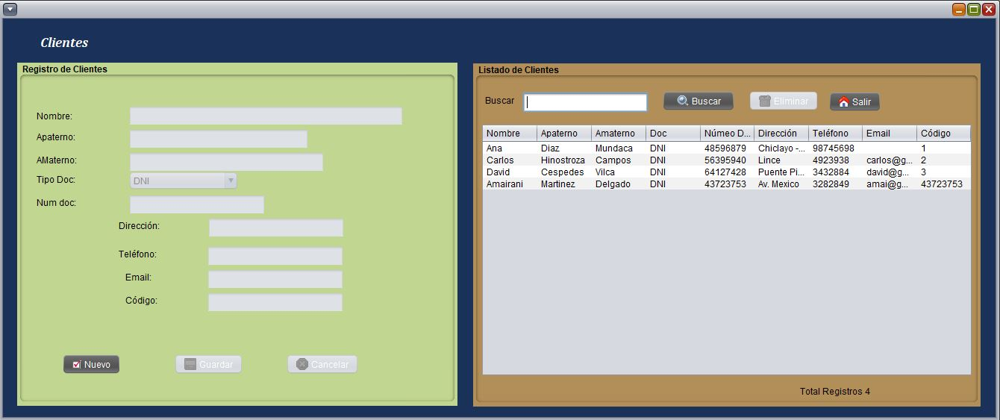 Clientes
Registro de Clientes
Nombre:
Apaterno:
AMaterno:
Tipo Doc: DNI
Num doc:
Dirección:
Teléfono:
Email:
Código:
Nuevo Guardar Cancelar
Listado de Clientes
Buscar Buscar Eliminar Salir
Nombre Apaterno Amaterno Doc Númeo D... Dirección Teléfono Email Código
Ana Diaz Mundaca DNI 48596879 Chiclayo -... 98745698 1
Carlos Hinostroza Campos DNI 56395940 Lince 4923938 carlos@g... 2
David Cespedes Vilca DNI 64127428 Puente Pi... 3432884 david@g... 3
Amairani Martinez Delgado DNI 43723753 Av. Mexico 3282849 amai@g... 43723753
Total Registros 4